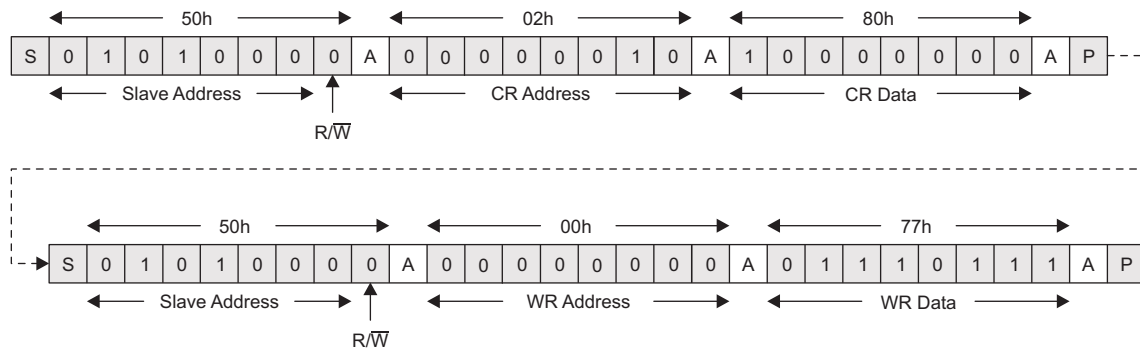 50h 02h 80h
S 0 1 0 1 0 0 0 0 A 0 0 0 0 0 0 1 0 A 1 0 0 0 0 0 0 0 A P
Slave Address CR Address CR Data
R/W̅
50h 00h 77h
S 0 1 0 1 0 0 0 0 A 0 0 0 0 0 0 0 0 A 0 1 1 1 0 1 1 1 A P
Slave Address WR Address WR Data
R/W̅